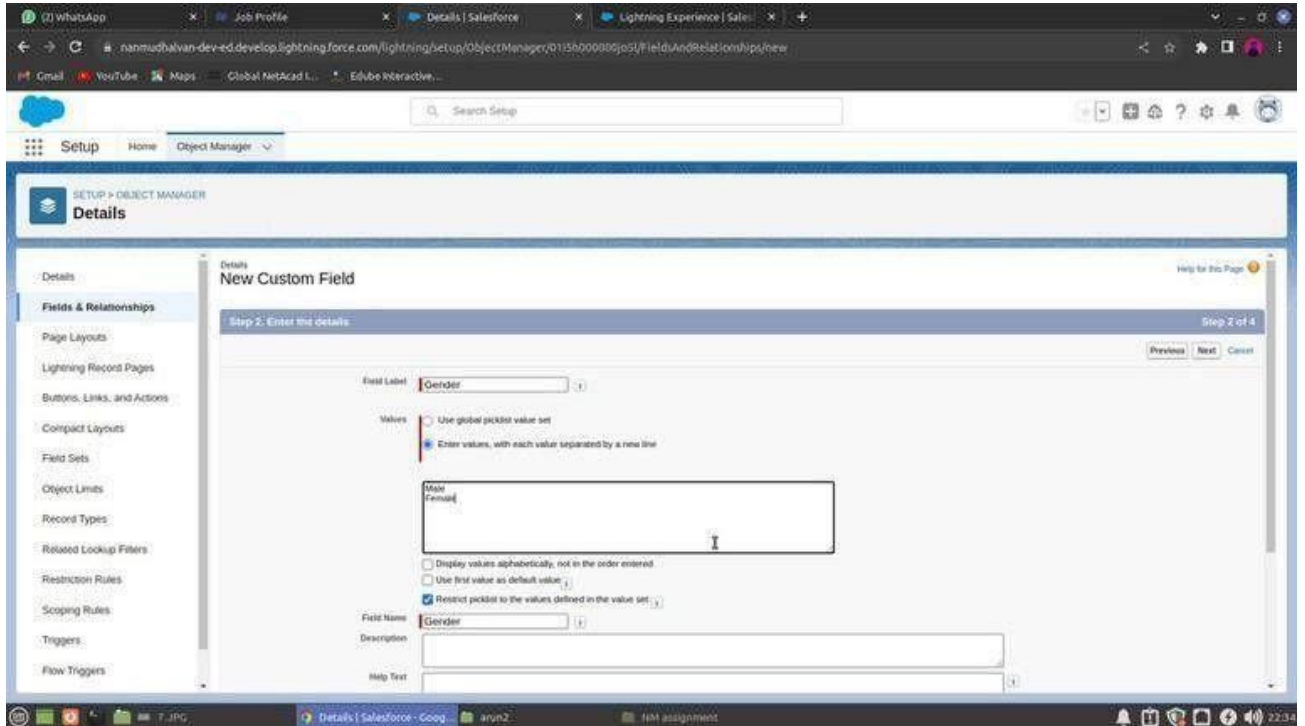 (2) WhatsApp
Job Profile
Details | Salesforce
Lightning Experience | Sales
nanmudhalvan-dev-ed.develop.lightning.force.com/lightning/setup/ObjectManager/
/FieldsAndRelationships/new
Gmail YouTube Maps Global NetAcad I... Edube Interactive...
Search Setup
Setup Home Object Manager
SETUP > OBJECT MANAGER
Details
Details
Fields & Relationships
Page Layouts
Lightning Record Pages
Buttons, Links, and Actions
Compact Layouts
Field Sets
Object Limits
Record Types
Related Lookup Filters
Restriction Rules
Scoping Rules
Triggers
Flow Triggers
Details
New Custom Field
Help for this Page
Step 2. Enter the details
Step 2 of 4
Previous Next Cancel
Field Label Gender
Values
Use global picklist value set
Enter values, with each value separated by a new line
Male
Female
Display values alphabetically, not in the order entered
Use first value as default value
Restrict picklist to the values defined in the value set
Field Name Gender
Description
Help Text
7.JPG
Details | Salesforce - Goog...
arun2
NM assignment
22:34